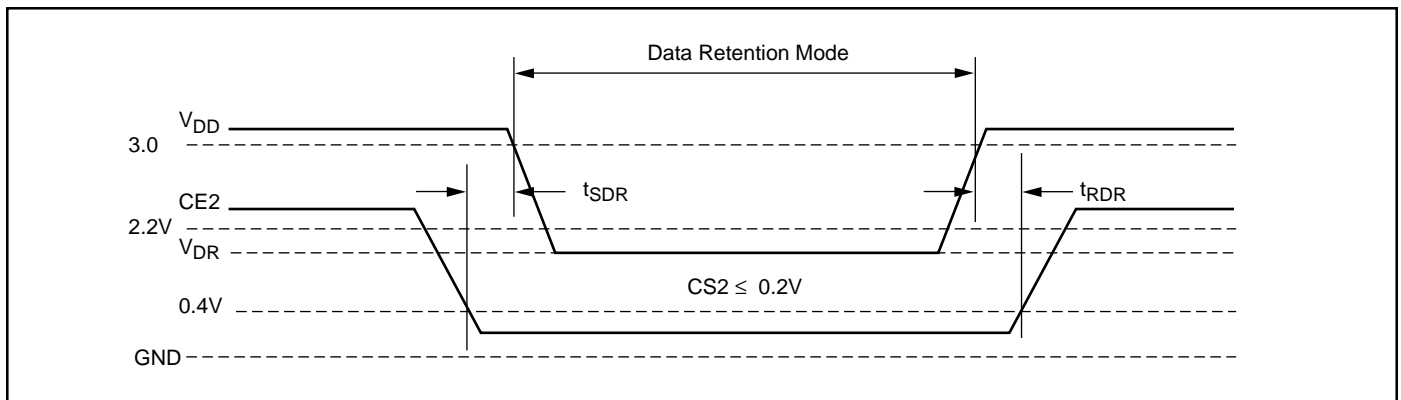 Data Retention Mode
VDD
3.0
tSDR
tRDR
CE2
2.2V
VDR
CS2 ≤ 0.2V
0.4V
GND